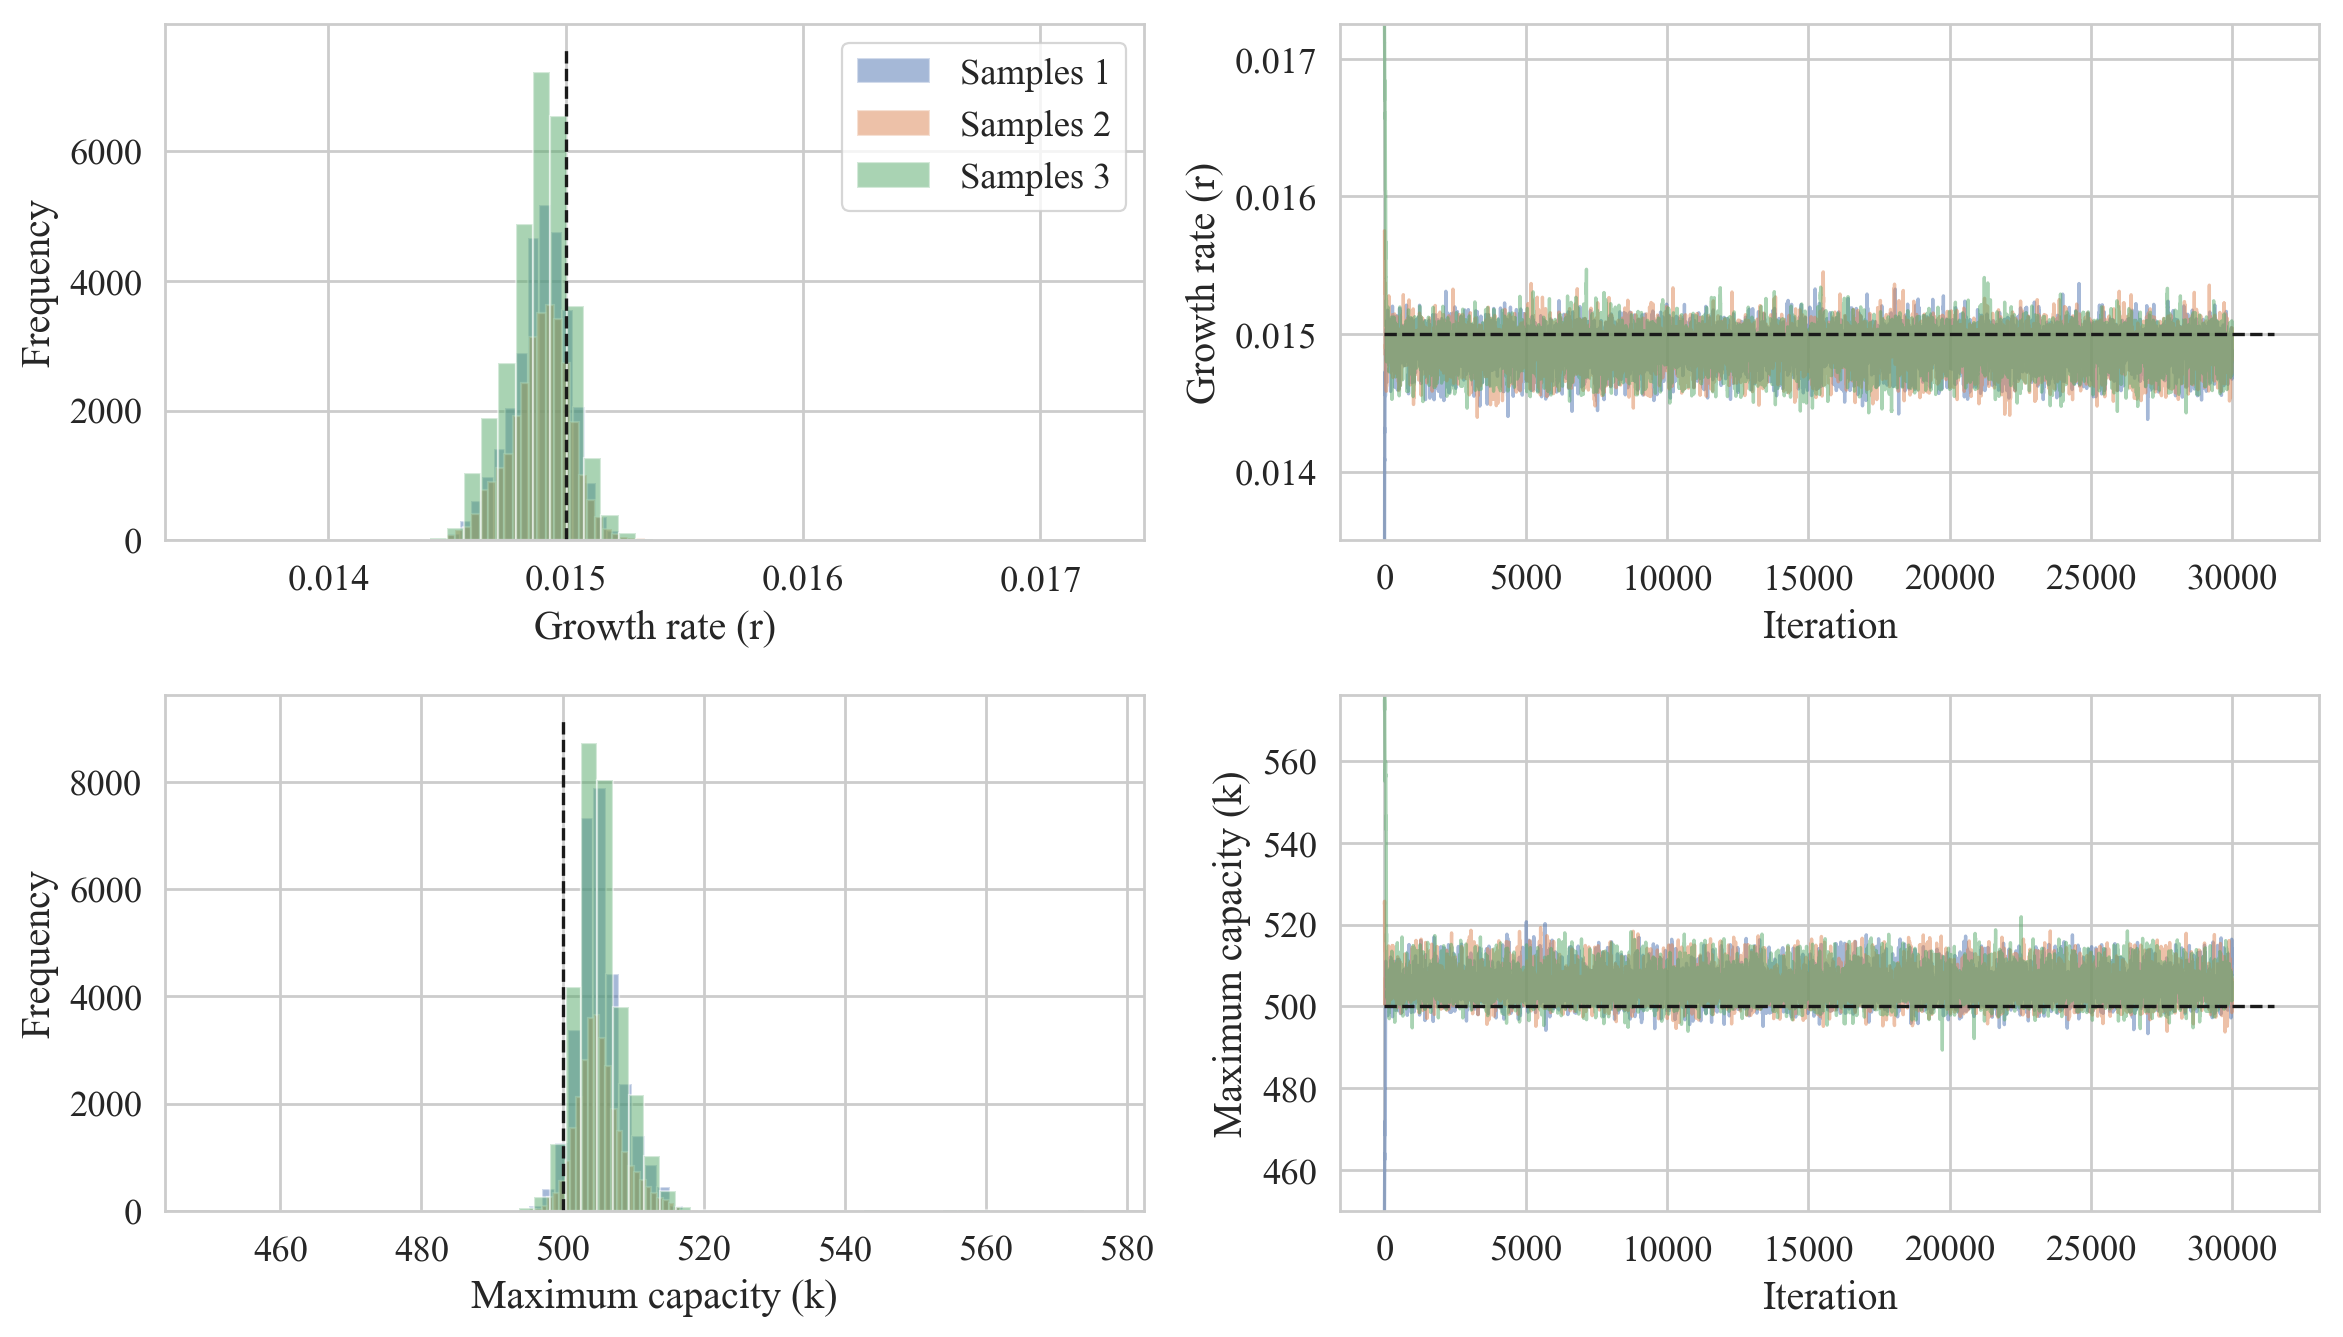 Samples 1
Samples 2
Samples 3
Frequency
6000
4000
2000
0
0.014 0.015 0.016 0.017
Growth rate (r)
Growth rate (r)
0.017
0.016
0.015
0.014
0 5000 10000 15000 20000 25000 30000
Iteration
Frequency
8000
6000
4000
2000
0
460 480 500 520 540 560 580
Maximum capacity (k)
Maximum capacity (k)
560
540
520
500
480
460
0 5000 10000 15000 20000 25000 30000
Iteration